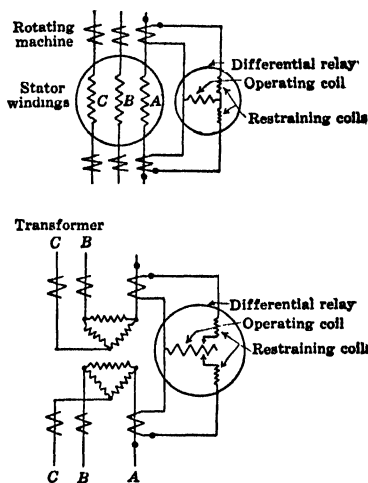 Rotating
machine
Differential relay
Operating coil
Stator
windings
C B A
Restraining coils
Transformer
C B
Differential relay
Operating coil
Restraining coils
C B A